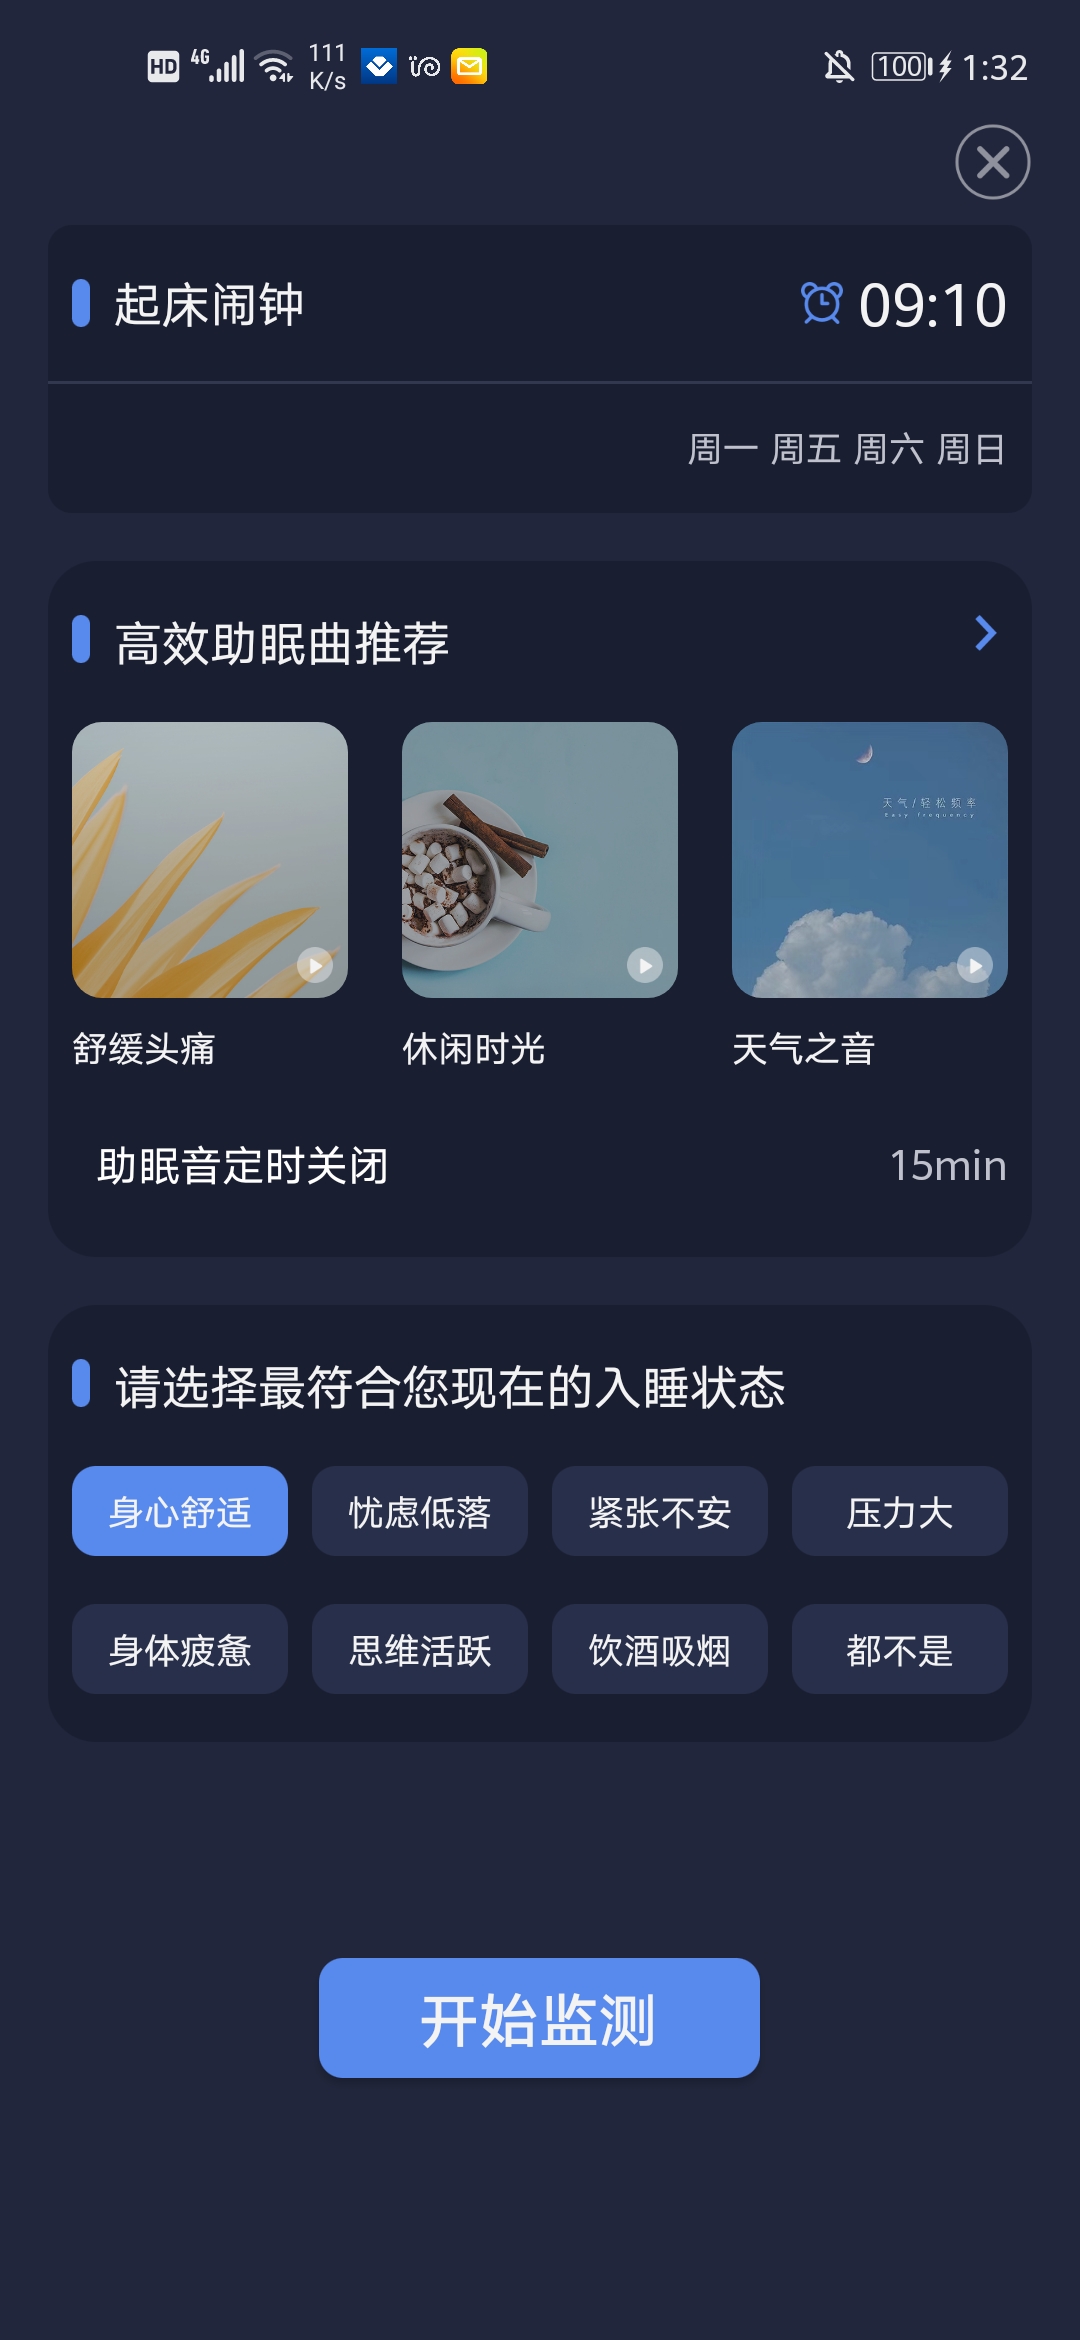 HD 4G 111 K/s 100 1:32
起床闹钟 09:10
周一 周五 周六 周日
高效助眠曲推荐
天气/轻松频率
Easy frequency
舒缓头痛 休闲时光 天气之音
助眠音定时关闭 15min
请选择最符合您现在的入睡状态
身心舒适 忧虑低落 紧张不安 压力大
身体疲惫 思维活跃 饮酒吸烟 都不是
开始监测